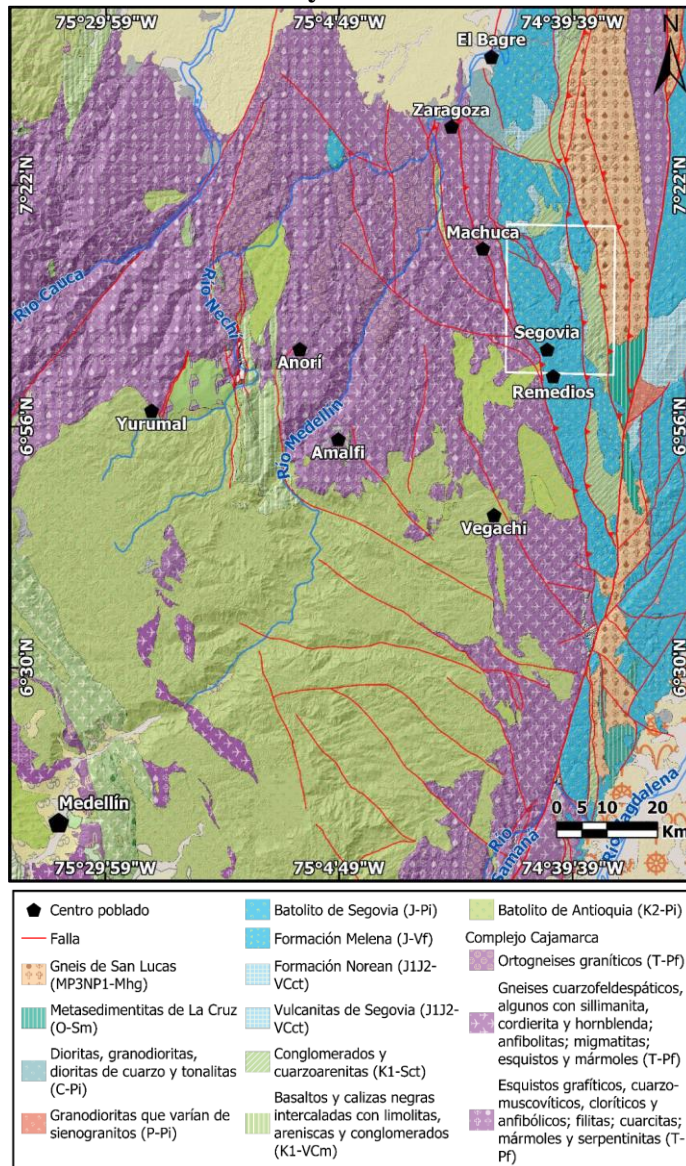 75°29'59"W
75°4'49"W
74°39'39"W
N
El Bagre
Zaragoza
7°22'N
7°22'N
Machuca
Río Cauca
Río Nechí
Segovia
Anorí
Remedios
6°56'N
6°56'N
Yurumal
Río Medellín
Amalfi
Vegachí
6°30'N
6°30'N
Medellín
Río Samaná
Río Magdalena
0 5 10 20
Km
75°29'59"W
75°4'49"W
74°39'39"W
Centro poblado
Falla
Gneis de San Lucas
(MP3NP1-Mhg)
Metasedimentitas de La Cruz
(O-Sm)
Dioritas, granodioritas,
dioritas de cuarzo y tonalitas
(C-Pi)
Granodioritas que varían de
sienogranitos (P-Pi)
Batolito de Segovia (J-Pi)
Formación Melena (J-Vf)
Formación Norean (J1J2-
VCct)
Vulcanitas de Segovia (J1J2-
VCct)
Conglomerados y
cuarzoarenitas (K1-Sct)
Basaltos y calizas negras
intercaladas con limolitas,
areniscas y conglomerados
(K1-VCm)
Batolito de Antioquia (K2-Pi)
Complejo Cajamarca
Ortogneises graníticos (T-Pf)
Gneises cuarzofeldespáticos,
algunos con sillimanita,
cordierita y hornblenda;
anfibolitas; migmatitas;
esquistos y mármoles (T-Pf)
Esquistos grafíticos, cuarzo-
muscovíticos, cloríticos y
anfibólicos; filitas; cuarcitas;
mármoles y serpentinitas (T-
Pf)